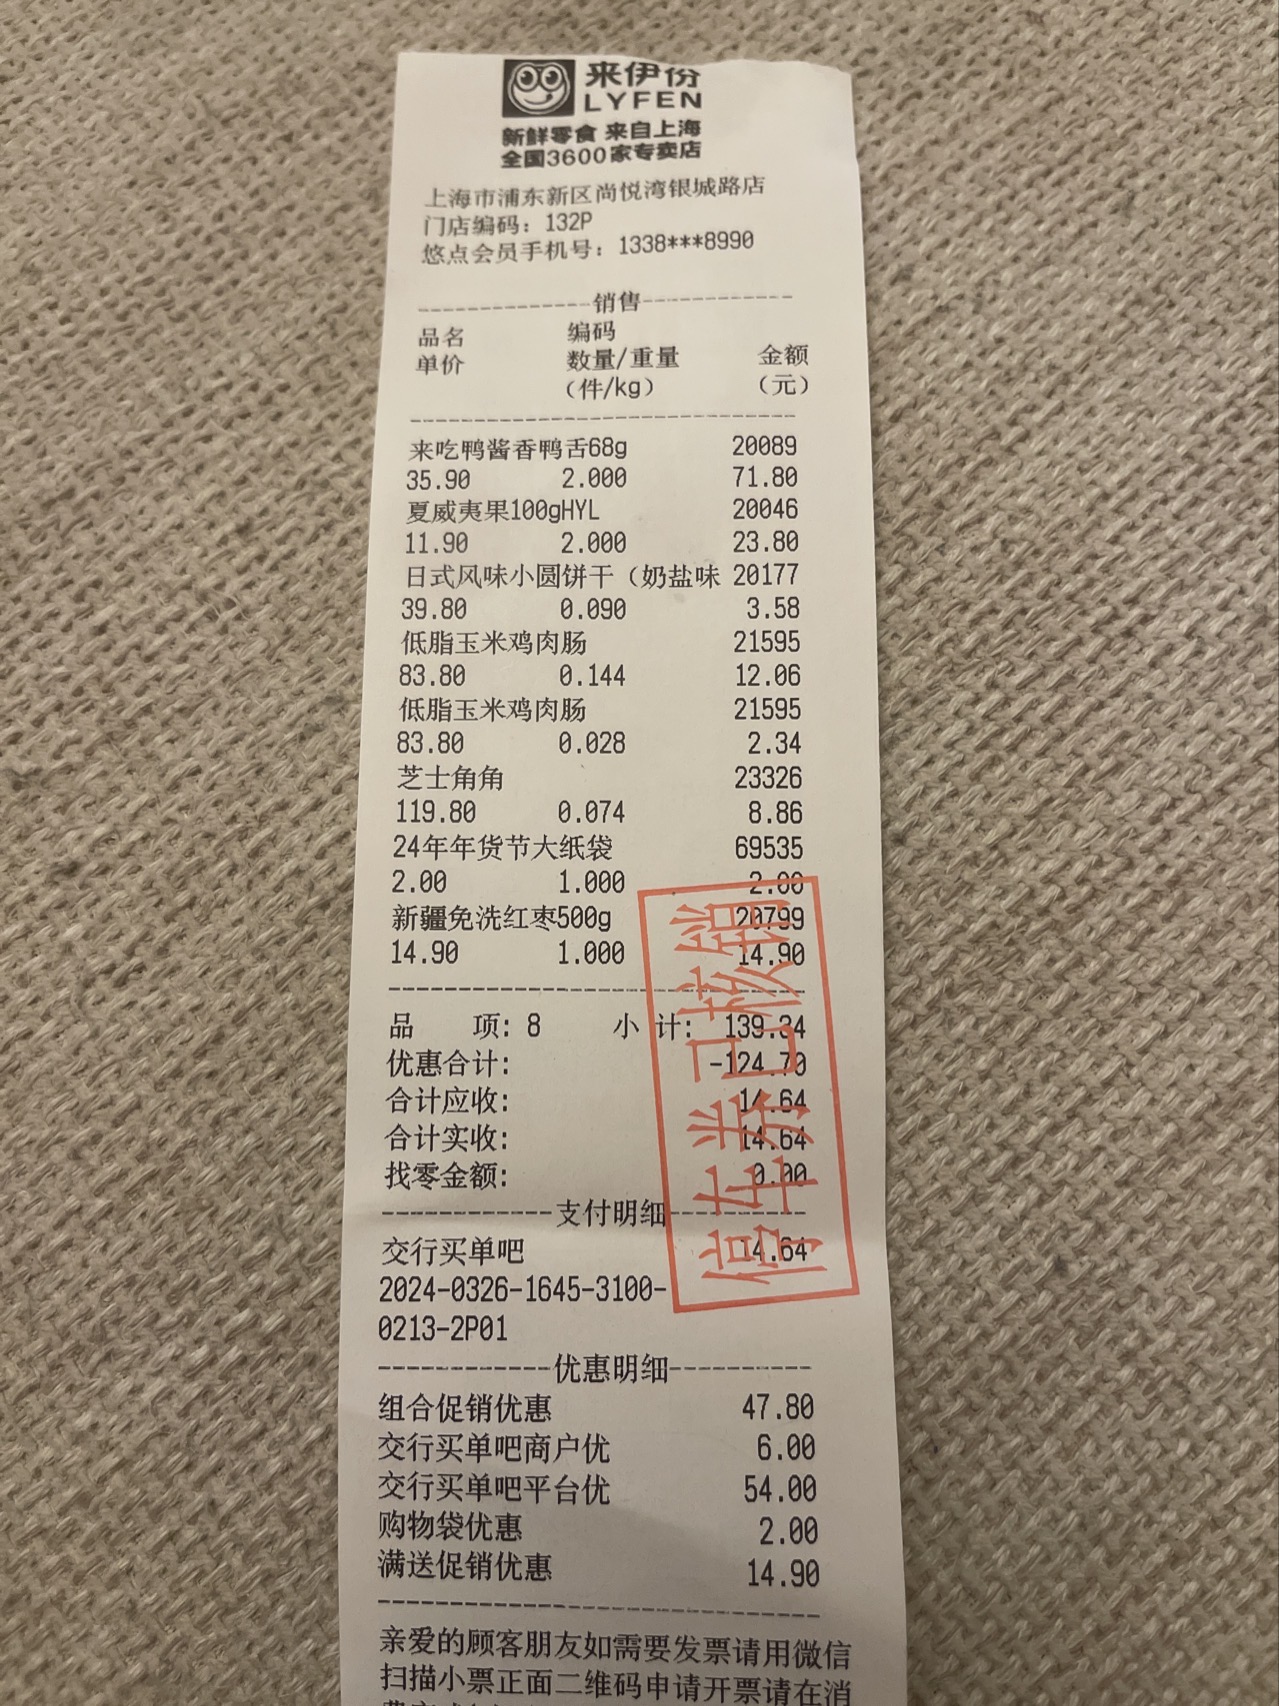 来伊份
LYFEN
新鲜零食 来自上海
全国3600家专卖店
上海市浦东新区尚悦湾银城路店
门店编码：132P
悠点会员手机号：1338***8990
------------销售------------
品名 编码
单价 数量/重量 金额
（件/kg） （元）
来吃鸭酱香鸭舌68g 20089
35.90 2.000 71.80
夏威夷果100gHYL 20046
11.90 2.000 23.80
日式风味小圆饼干（奶盐味 20177
39.80 0.090 3.58
低脂玉米鸡肉肠 21595
83.80 0.144 12.06
低脂玉米鸡肉肠 21595
83.80 0.028 2.34
芝士角角 23326
119.80 0.074 8.86
24年年货节大纸袋 69535
2.00 1.000 2.00
新疆免洗红枣500g 20799
14.90 1.000 14.90
品 项: 8 小 计: 139.34
优惠合计: -124.70
合计应收: 14.64
合计实收: 14.64
找零金额: 0.00
------------支付明细------------
交行买单吧 14.64
2024-0326-1645-3100-
0213-2P01
------------优惠明细------------
组合促销优惠 47.80
交行买单吧商户优 6.00
交行买单吧平台优 54.00
购物袋优惠 2.00
满送促销优惠 14.90
亲爱的顾客朋友如需要发票请用微信
扫描小票正面二维码申请开票请在消
停车券已核销